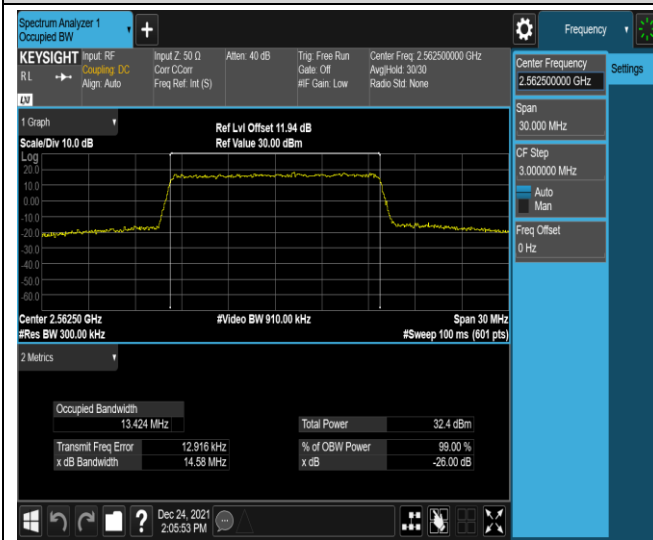 Spectrum Analyzer 1
Occupied BW
+
Frequency
KEYSIGHT
RL
LXI
Input: RF
Coupling: DC
Align: Auto
Input Z: 50 Ω
Corr CCorr
Freq Ref: Int (S)
Atten: 40 dB
Trig: Free Run
Gate: Off
#IF Gain: Low
Center Freq: 2.562500000 GHz
Avg|Hold: 30/30
Radio Std: None
Center Frequency
2.562500000 GHz
Settings
Span
30.000 MHz
CF Step
3.000000 MHz
Auto
Man
Freq Offset
0 Hz
1 Graph
Scale/Div 10.0 dB
Ref Lvl Offset 11.94 dB
Ref Value 30.00 dBm
Log
20.0
10.0
0.00
-10.0
-20.0
-30.0
-40.0
-50.0
-60.0
Center 2.56250 GHz
#Video BW 910.00 kHz
Span 30 MHz
#Res BW 300.00 kHz
#Sweep 100 ms (601 pts)
2 Metrics
Occupied Bandwidth
13.424 MHz
Total Power 32.4 dBm
Transmit Freq Error 12.916 kHz
% of OBW Power 99.00 %
x dB Bandwidth 14.58 MHz
x dB -26.00 dB
?
Dec 24, 2021
2:05:53 PM